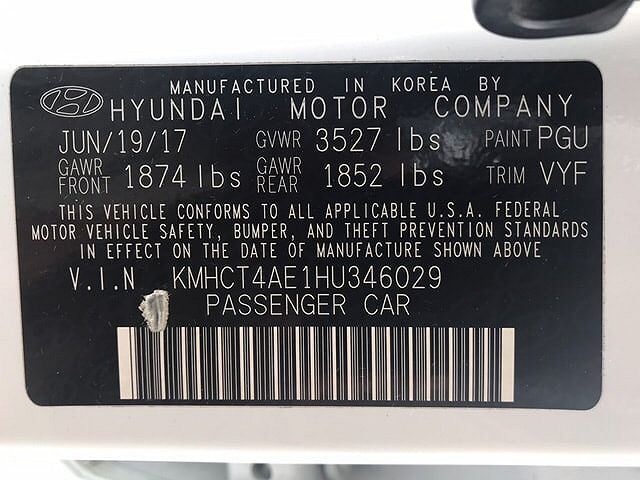 MANUFACTURED IN KOREA BY
HYUNDAI MOTOR COMPANY
JUN/19/17 GVWR 3527 lbs PAINT PGU
GAWR FRONT 1874 lbs GAWR REAR 1852 lbs TRIM VYF
THIS VEHICLE CONFORMS TO ALL APPLICABLE U.S.A. FEDERAL
MOTOR VEHICLE SAFETY, BUMPER, AND THEFT PREVENTION STANDARDS
IN EFFECT ON THE DATE OF MANUFACTURE SHOWN ABOVE
V.I.N KMHCT4AE1HU346029
PASSENGER CAR